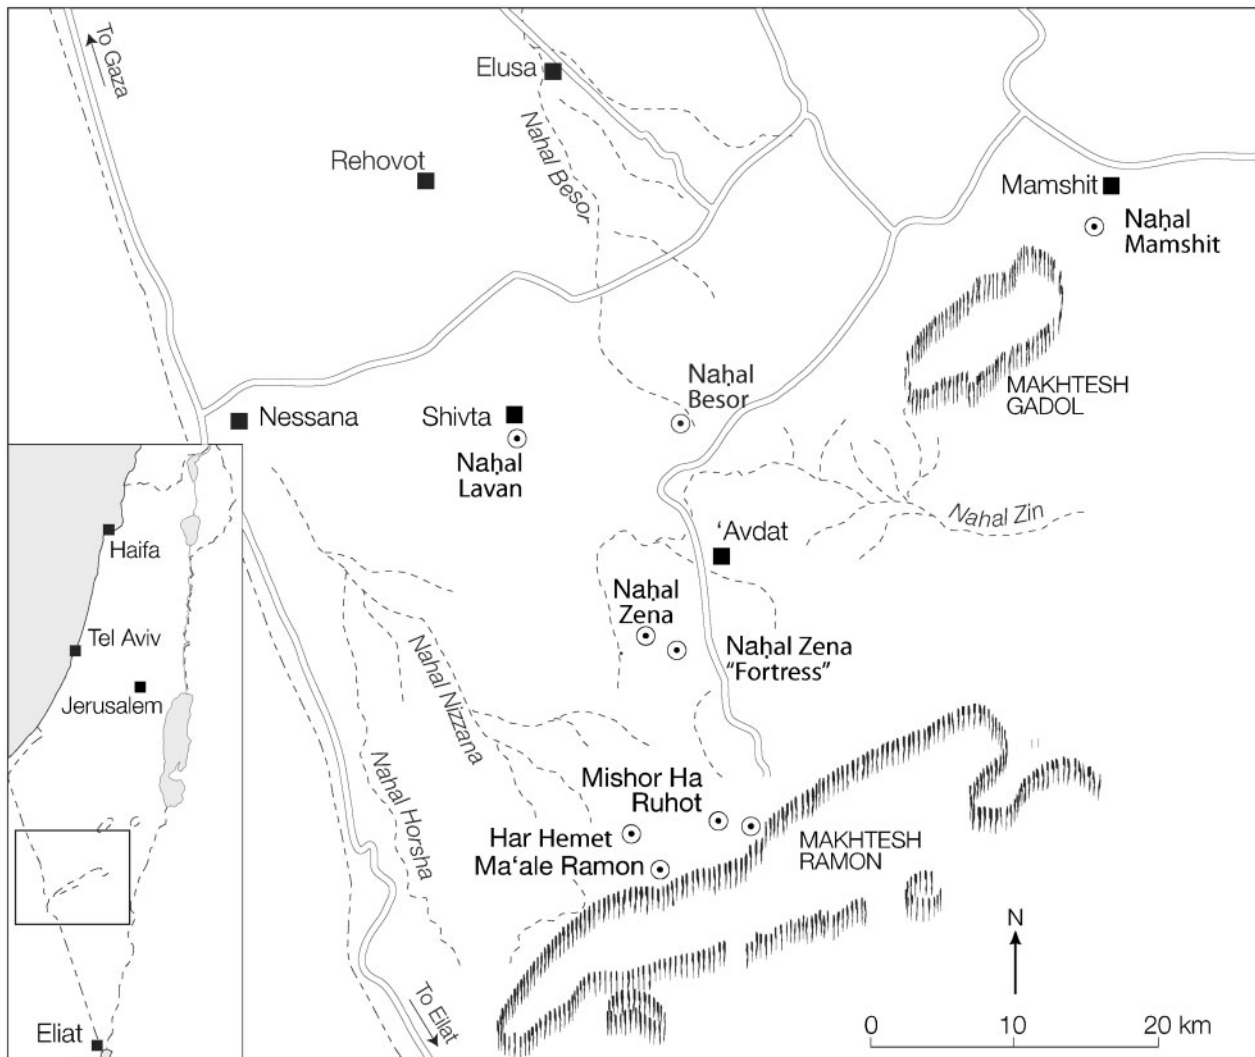 To Gaza
Elusa
Nahal Besor
Rehovot
Mamshit
Naḥal
Mamshit
MAKHTESH
GADOL
Naḥal
Besor
Nessana
Shivta
Naḥal
Lavan
Nahal Zin
‘Avdat
Haifa
Tel Aviv
Jerusalem
Eliat
Naḥal
Zena
Naḥal Zena
“Fortress”
Nahal Nizzana
Nahal Horsha
Mishor Ha
Ruhot
Har Hemet
Ma‘ale Ramon
MAKHTESH
RAMON
To Eilat
N
0 10 20 km